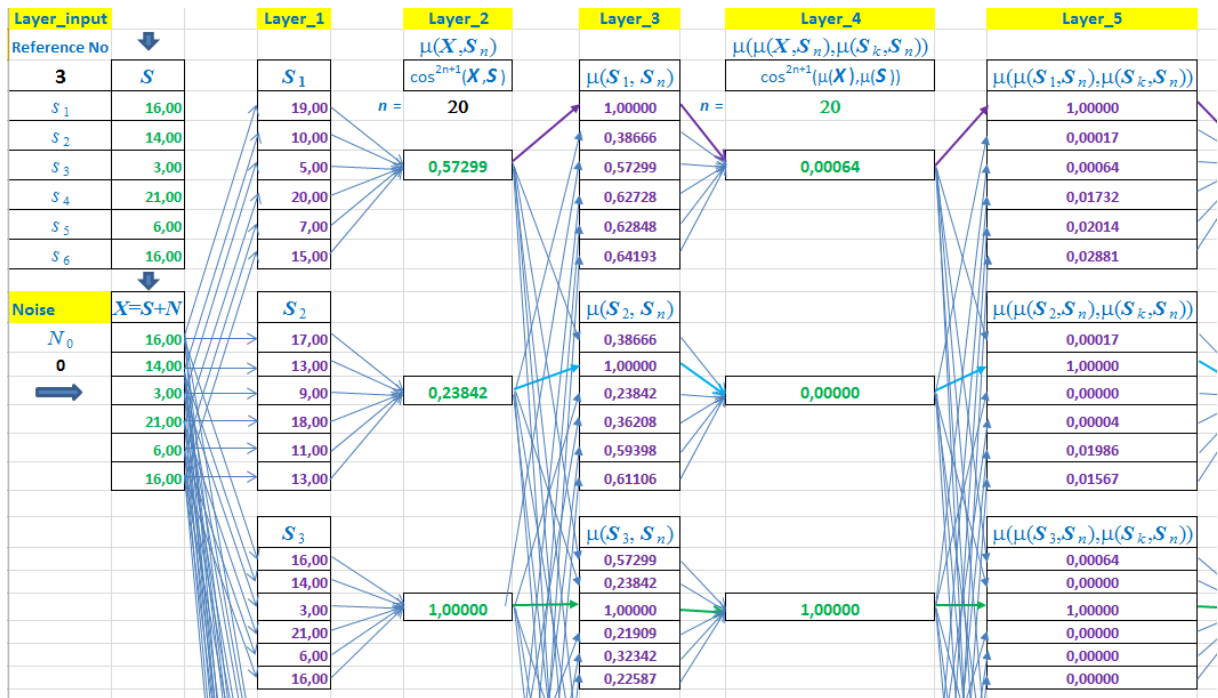 Layer_input Layer_1 Layer_2 Layer_3 Layer_4 Layer_5
Reference No μ(X,Sn) μ(μ(X,Sn),μ(Sk,Sn))
3 S S1 cos2n+1(X,S) μ(S1, Sn) cos2n+1(μ(X),μ(S)) μ(μ(S1,Sn),μ(Sk,Sn))
s1 16,00 19,00 n = 20 1,00000 n = 20 1,00000
s2 14,00 10,00 0,38666 0,00017
s3 3,00 5,00 0,57299 0,57299 0,00064 0,00064
s4 21,00 20,00 0,62728 0,01732
s5 6,00 7,00 0,62848 0,02014
s6 16,00 15,00 0,64193 0,02881
Noise X=S+N S2 μ(S2, Sn) μ(μ(S2,Sn),μ(Sk,Sn))
N0 16,00 17,00 0,38666 0,00017
0 14,00 13,00 1,00000 1,00000
3,00 9,00 0,23842 0,23842 0,00000 0,00000
21,00 18,00 0,36208 0,00004
6,00 11,00 0,59398 0,01986
16,00 13,00 0,61106 0,01567
S3 μ(S3, Sn) μ(μ(S3,Sn),μ(Sk,Sn))
16,00 0,57299 0,00064
14,00 0,23842 0,00000
3,00 1,00000 1,00000 1,00000 1,00000
21,00 0,21909 0,00000
6,00 0,32342 0,00000
16,00 0,22587 0,00000